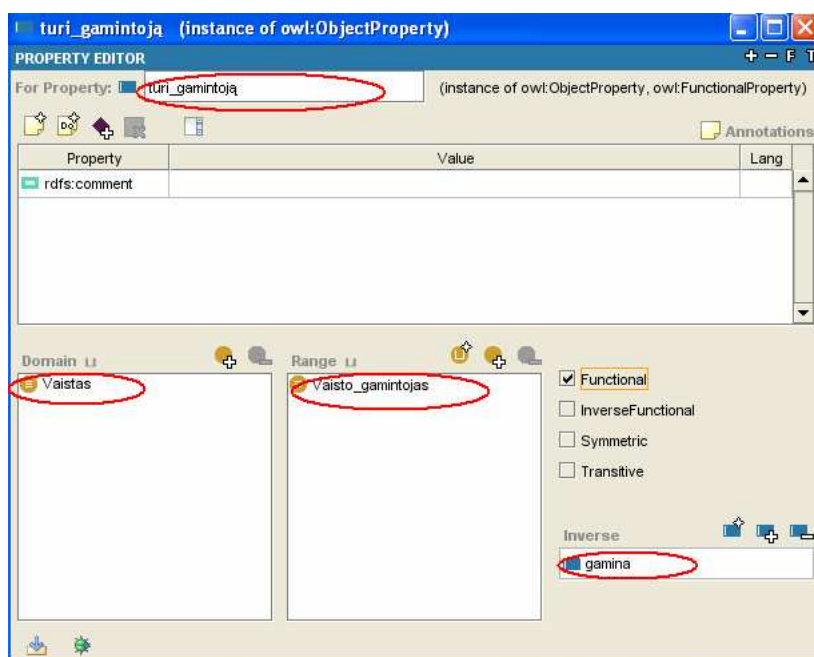 turi_gamintoją (instance of owl:ObjectProperty)
PROPERTY EDITOR + − F T
For Property: turi_gamintoją (instance of owl:ObjectProperty, owl:FunctionalProperty)
Annotations
Property Value Lang
rdfs:comment
Domain ⊔ Range ⊔
Vaistas Vaisto_gamintojas
Functional
InverseFunctional
Symmetric
Transitive
Inverse
gamina